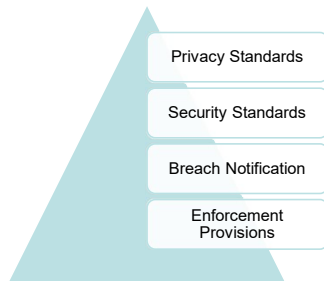 Privacy Standards
Security Standards
Breach Notification
Enforcement
Provisions